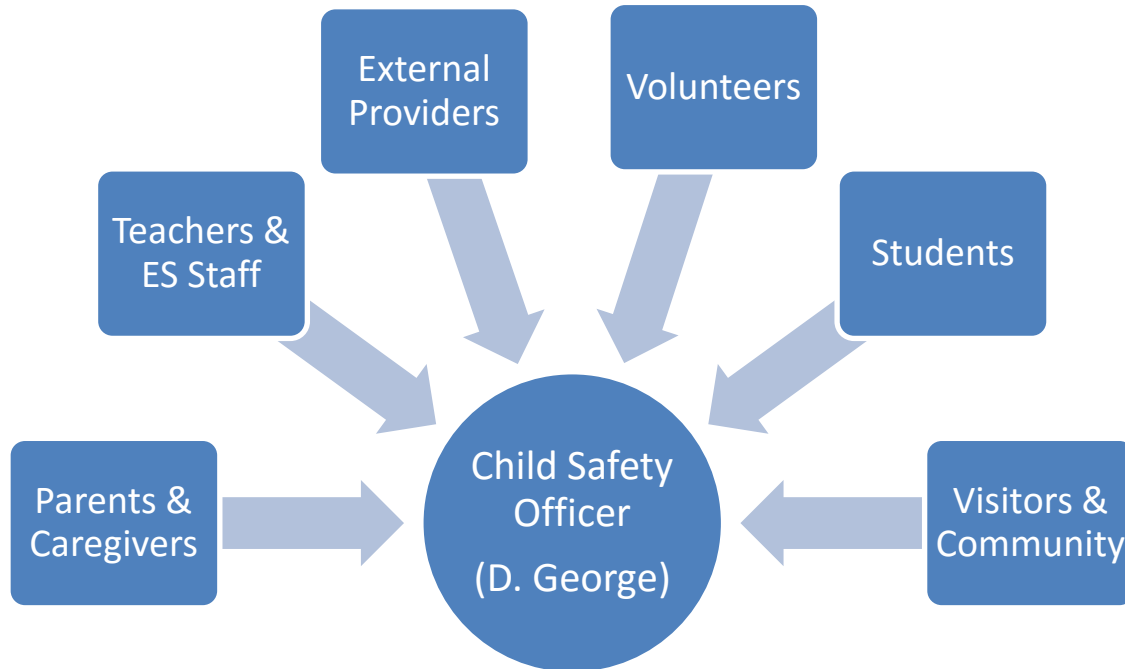 External
Providers
Volunteers
Teachers &
ES Staff
Students
Parents &
Caregivers
Child Safety
Officer
(D. George)
Visitors &
Community